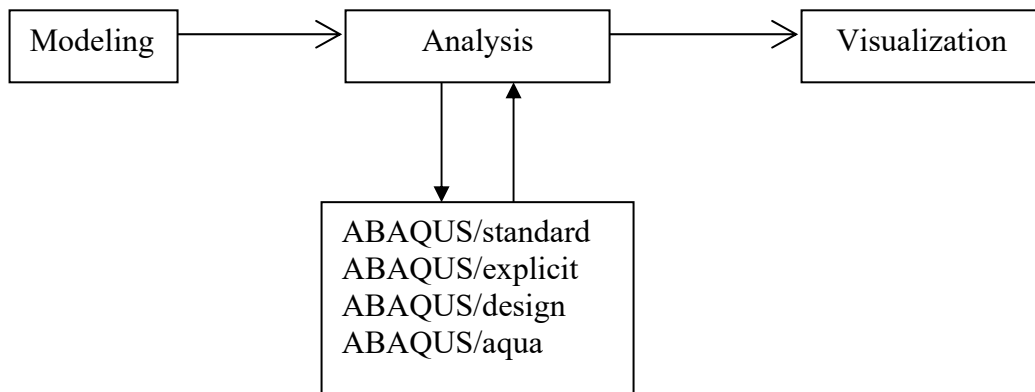 Modeling
Analysis
Visualization
ABAQUS/standard
ABAQUS/explicit
ABAQUS/design
ABAQUS/aqua